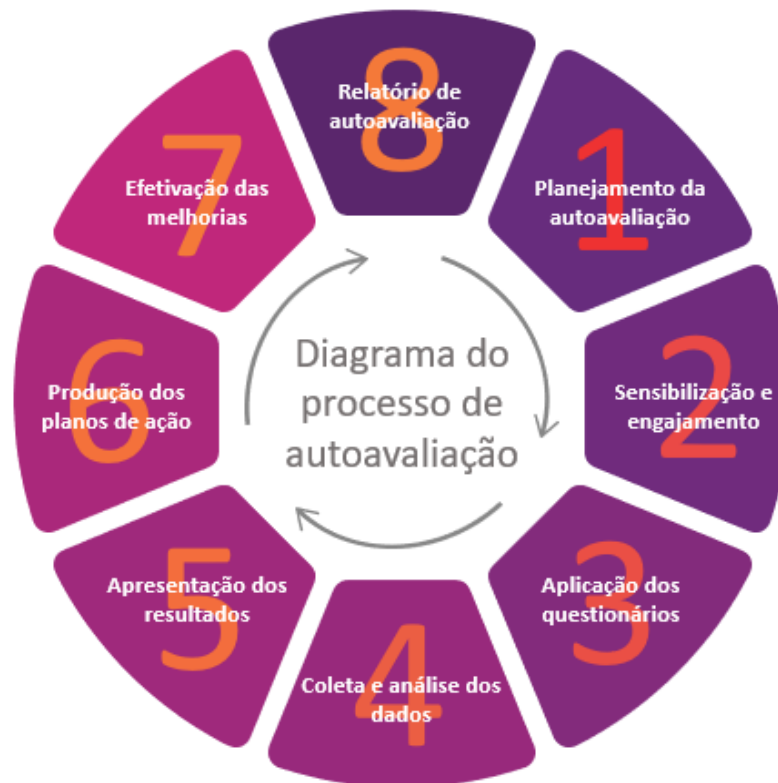 8
Relatório de
autoavaliação
1
Planejamento da
autoavaliação
2
Sensibilização e
engajamento
3
Aplicação dos
questionários
4
Coleta e análise dos
dados
5
Apresentação dos
resultados
6
Produção dos
planos de ação
7
Efetivação das
melhorias
Diagrama do
processo de
autoavaliação